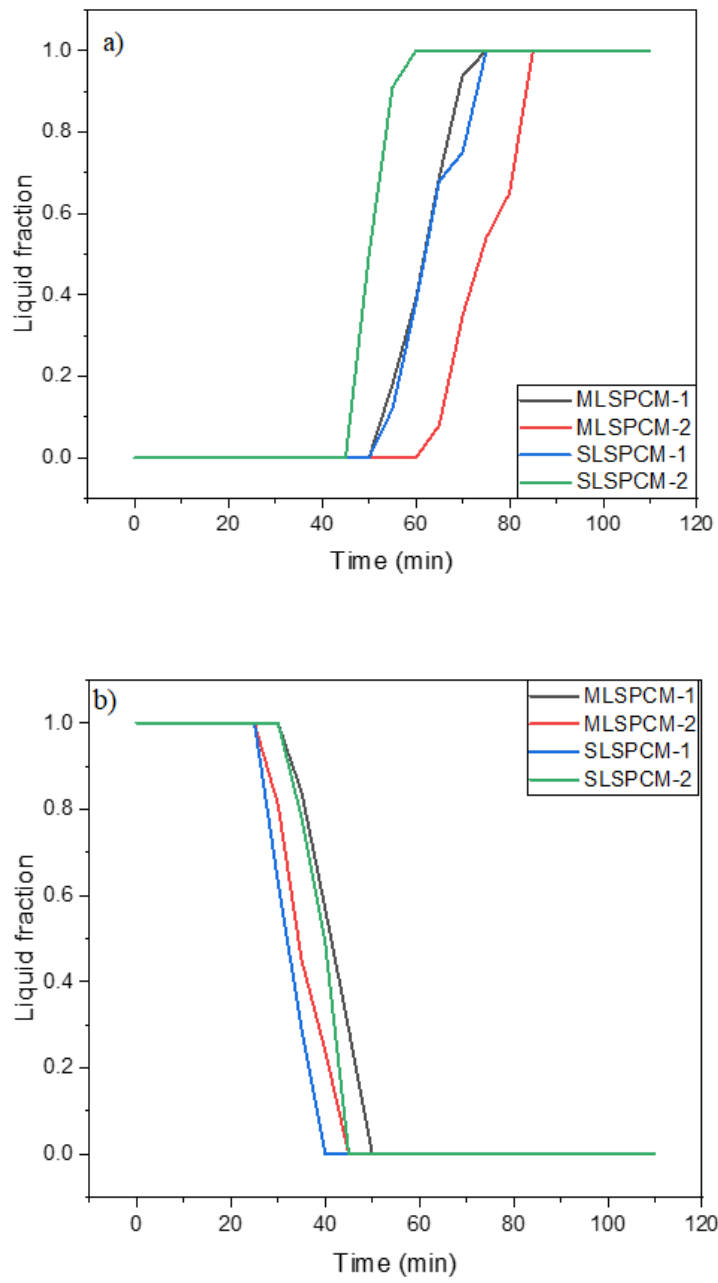 a)
1.0
0.8
0.6
0.4
0.2
0.0
Liquid fraction
MLSPCM-1
MLSPCM-2
SLSPCM-1
SLSPCM-2
0 20 40 60 80 100 120
Time (min)
b)
1.0
0.8
0.6
0.4
0.2
0.0
Liquid fraction
MLSPCM-1
MLSPCM-2
SLSPCM-1
SLSPCM-2
0 20 40 60 80 100 120
Time (min)